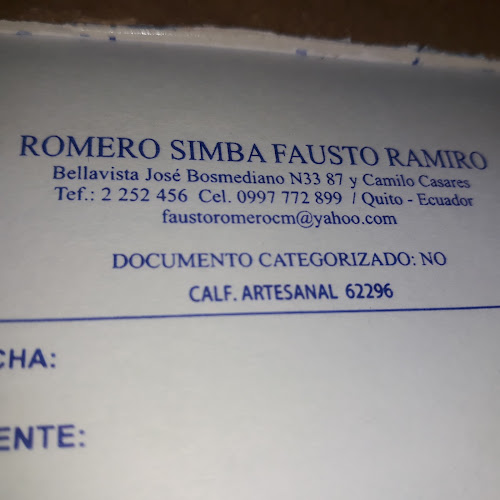 ROMERO SIMBA FAUSTO RAMIRO
Bellavista José Bosmediano N33 87 y Camilo Casares
Tef.: 2 252 456 Cel. 0997 772 899 / Quito - Ecuador
faustoromerocm@yahoo.com
DOCUMENTO CATEGORIZADO: NO
CALF. ARTESANAL 62296
CHA:
ENTE: